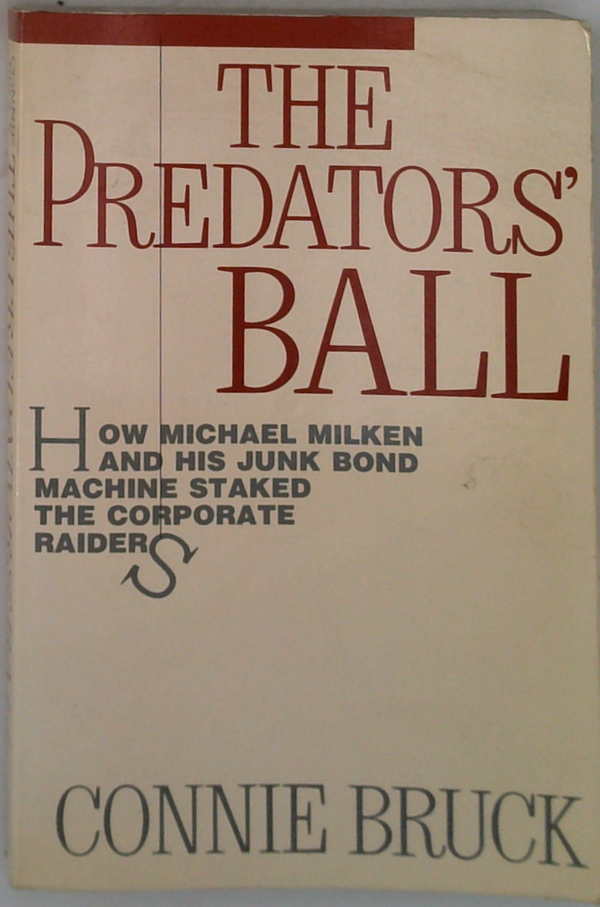 THE
PREDATORS'
BALL
HOW MICHAEL MILKEN
AND HIS JUNK BOND
MACHINE STAKED
THE CORPORATE
RAIDERS
CONNIE BRUCK